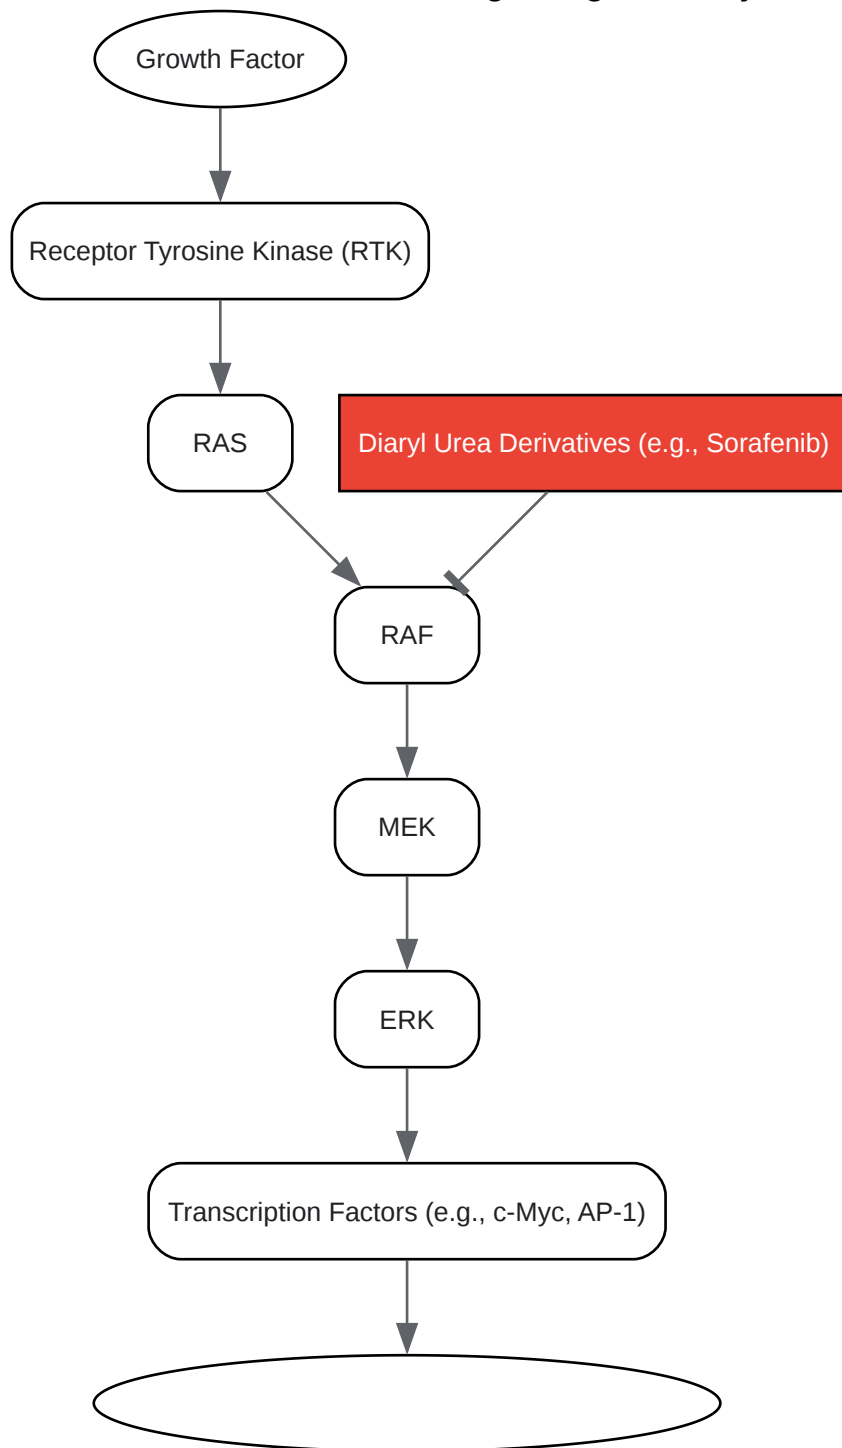 Growth Factor
Receptor Tyrosine Kinase (RTK)
RAS
Diaryl Urea Derivatives (e.g., Sorafenib)
RAF
MEK
ERK
Transcription Factors (e.g., c-Myc, AP-1)